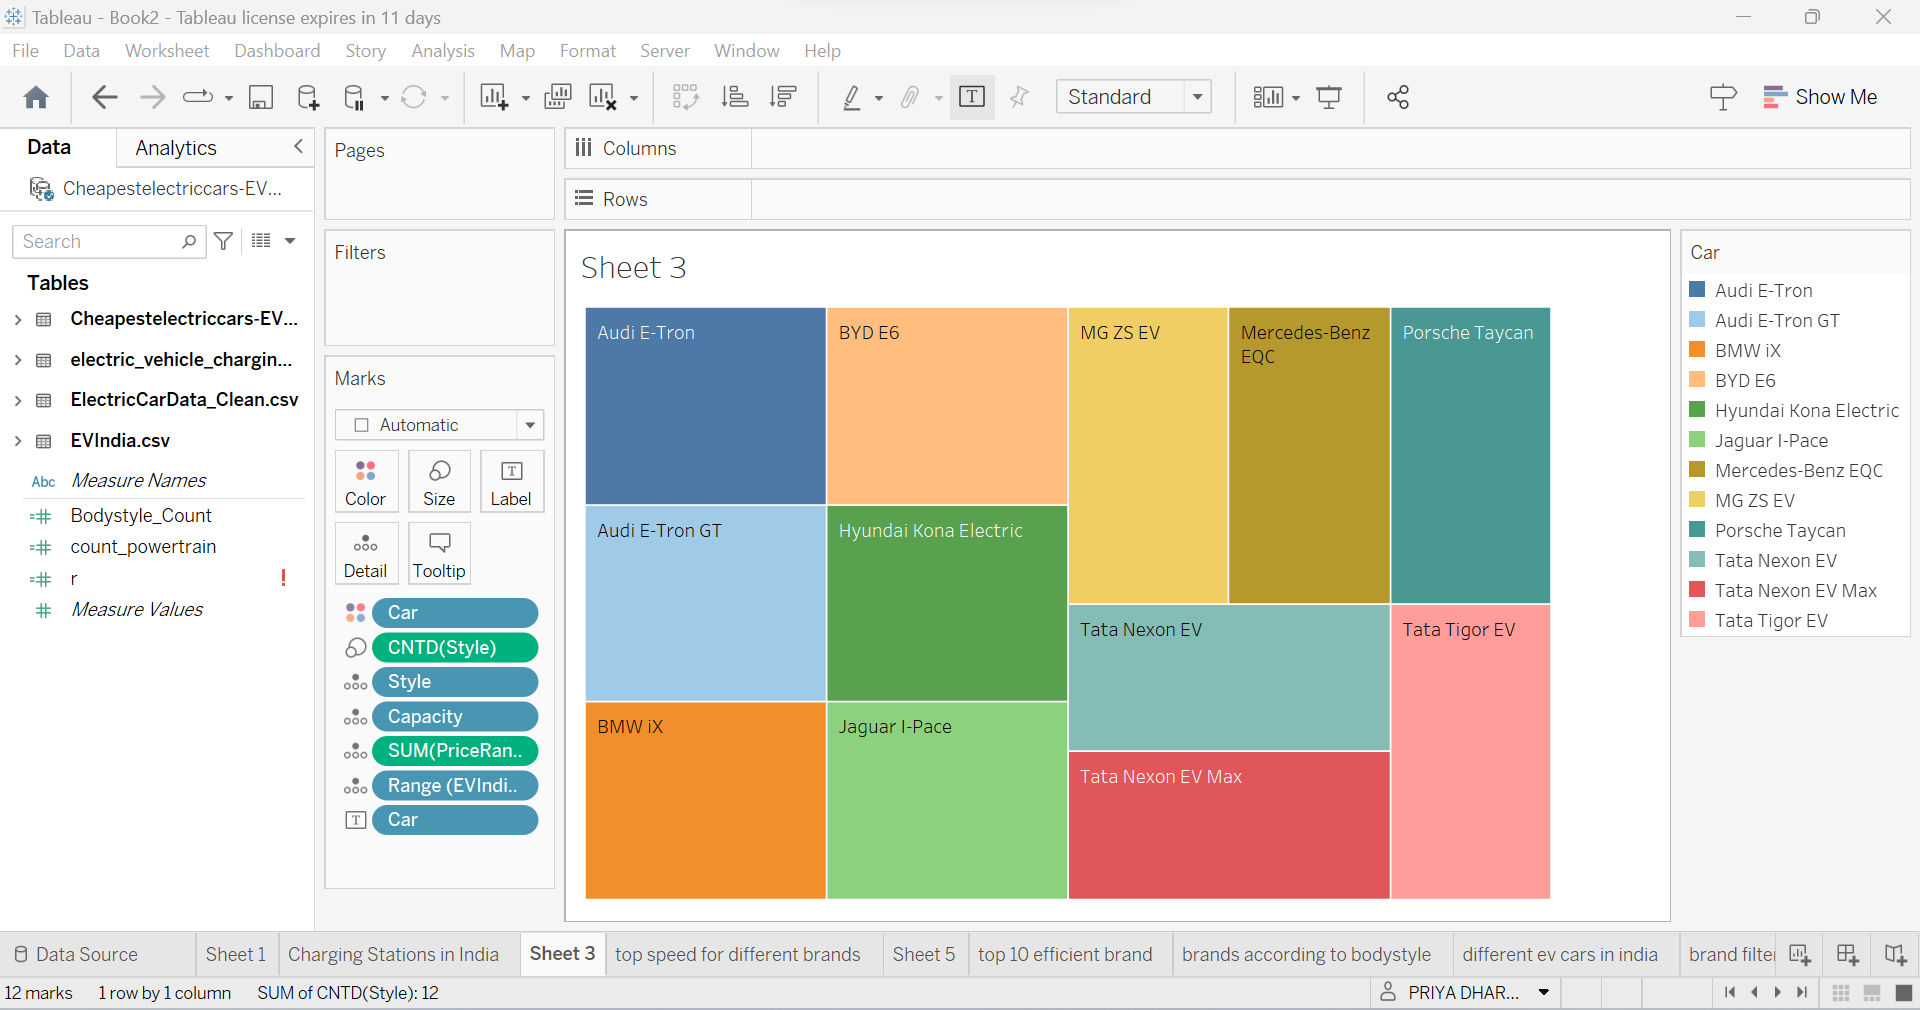 Tableau - Book2 - Tableau license expires in 11 days
File Data Worksheet Dashboard Story Analysis Map Format Server Window Help
Standard
Show Me
Data
Analytics
Cheapestelectriccars-EV...
Search
Tables
Cheapestelectriccars-EV...
electric_vehicle_chargin...
ElectricCarData_Clean.csv
EVIndia.csv
Abc Measure Names
Bodystyle_Count
count_powertrain
r !
Measure Values
Pages
Filters
Marks
Automatic
Color
Size
T
Label
Detail
Tooltip
Car
CNTD(Style)
Style
Capacity
SUM(PriceRan..
Range (EVIndi..
T Car
Columns
Rows
Sheet 3
Audi E-Tron
BYD E6
MG ZS EV
Mercedes-Benz
EQC
Porsche Taycan
Audi E-Tron GT
Hyundai Kona Electric
Tata Nexon EV
Tata Tigor EV
BMW iX
Jaguar I-Pace
Tata Nexon EV Max
Car
Audi E-Tron
Audi E-Tron GT
BMW iX
BYD E6
Hyundai Kona Electric
Jaguar I-Pace
Mercedes-Benz EQC
MG ZS EV
Porsche Taycan
Tata Nexon EV
Tata Nexon EV Max
Tata Tigor EV
Data Source
Sheet 1
Charging Stations in India
Sheet 3
top speed for different brands
Sheet 5
top 10 efficient brand
brands according to bodystyle
different ev cars in india
brand filte
12 marks
1 row by 1 column
SUM of CNTD(Style): 12
PRIYA DHAR...